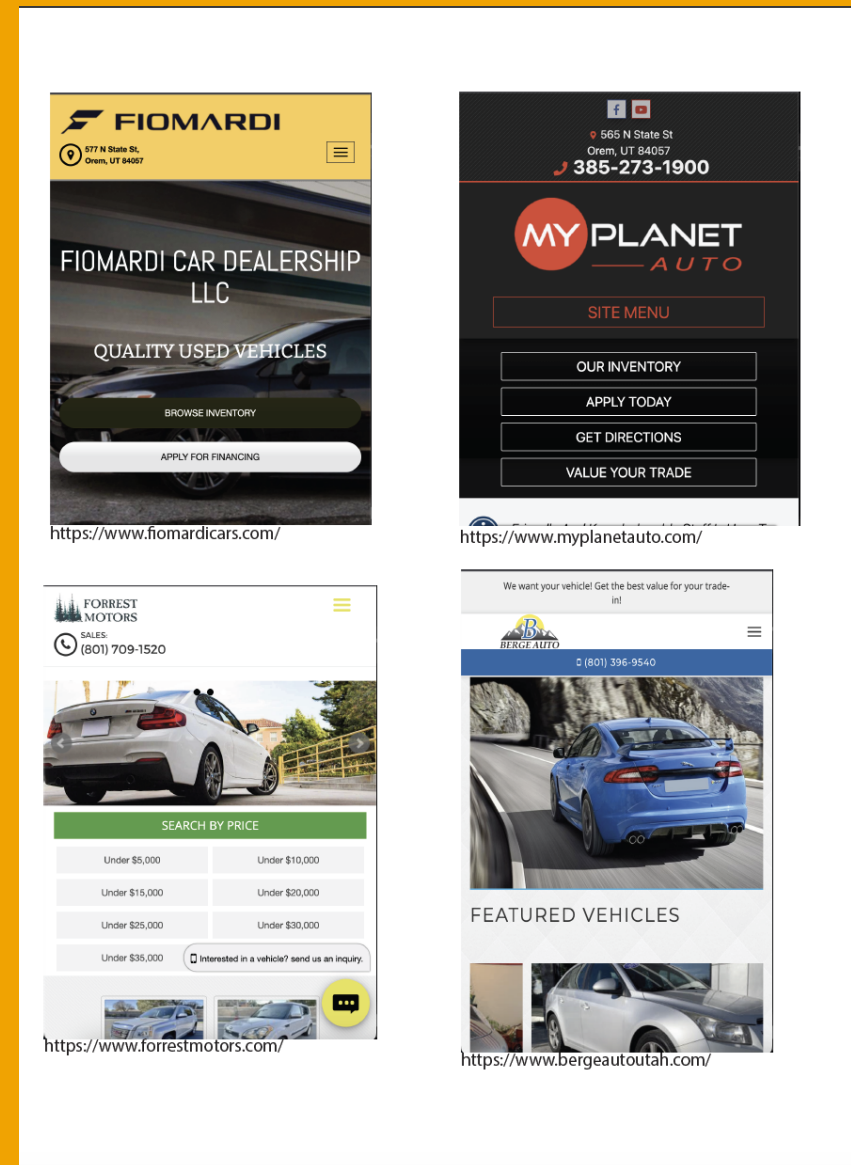 FIOMARDI
577 N State St,
Orem, UT 84057
FIOMARDI CAR DEALERSHIP
LLC
QUALITY USED VEHICLES
BROWSE INVENTORY
APPLY FOR FINANCING
https://www.fiomardicars.com/
565 N State St
Orem, UT 84057
385-273-1900
MY PLANET
AUTO
SITE MENU
OUR INVENTORY
APPLY TODAY
GET DIRECTIONS
VALUE YOUR TRADE
https://www.myplanetauto.com/
FORREST
MOTORS
SALES:
(801) 709-1520
SEARCH BY PRICE
Under $5,000 Under $10,000
Under $15,000 Under $20,000
Under $25,000 Under $30,000
Under $35,000 Interested in a vehicle? send us an inquiry.
https://www.forrestmotors.com/
We want your vehicle! Get the best value for your trade-
in!
B
BERGE AUTO
(801) 396-9540
FEATURED VEHICLES
https://www.bergeautoutah.com/